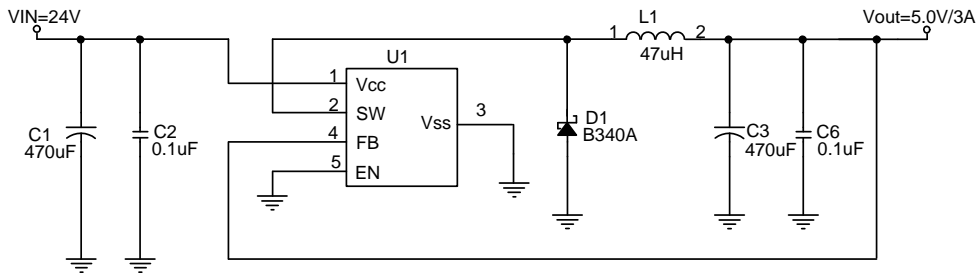 VIN=24V
L1
Vout=5.0V/3A
1
2
47uH
U1
1
Vcc
2
SW
4
FB
5
EN
Vss
3
C1
470uF
C2
0.1uF
D1
B340A
C3
470uF
C6
0.1uF